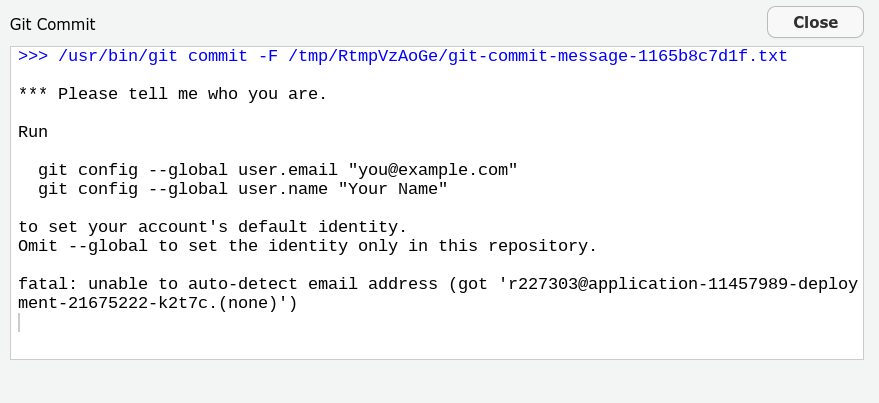 Git Commit
Close
>>> /usr/bin/git commit -F /tmp/RtmpVzAoGe/git-commit-message-1165b8c7d1f.txt
*** Please tell me who you are.
Run
git config --global user.email "you@example.com"
git config --global user.name "Your Name"
to set your account's default identity.
Omit --global to set the identity only in this repository.
fatal: unable to auto-detect email address (got 'r227303@application-11457989-deploy
ment-21675222-k2t7c.(none)')